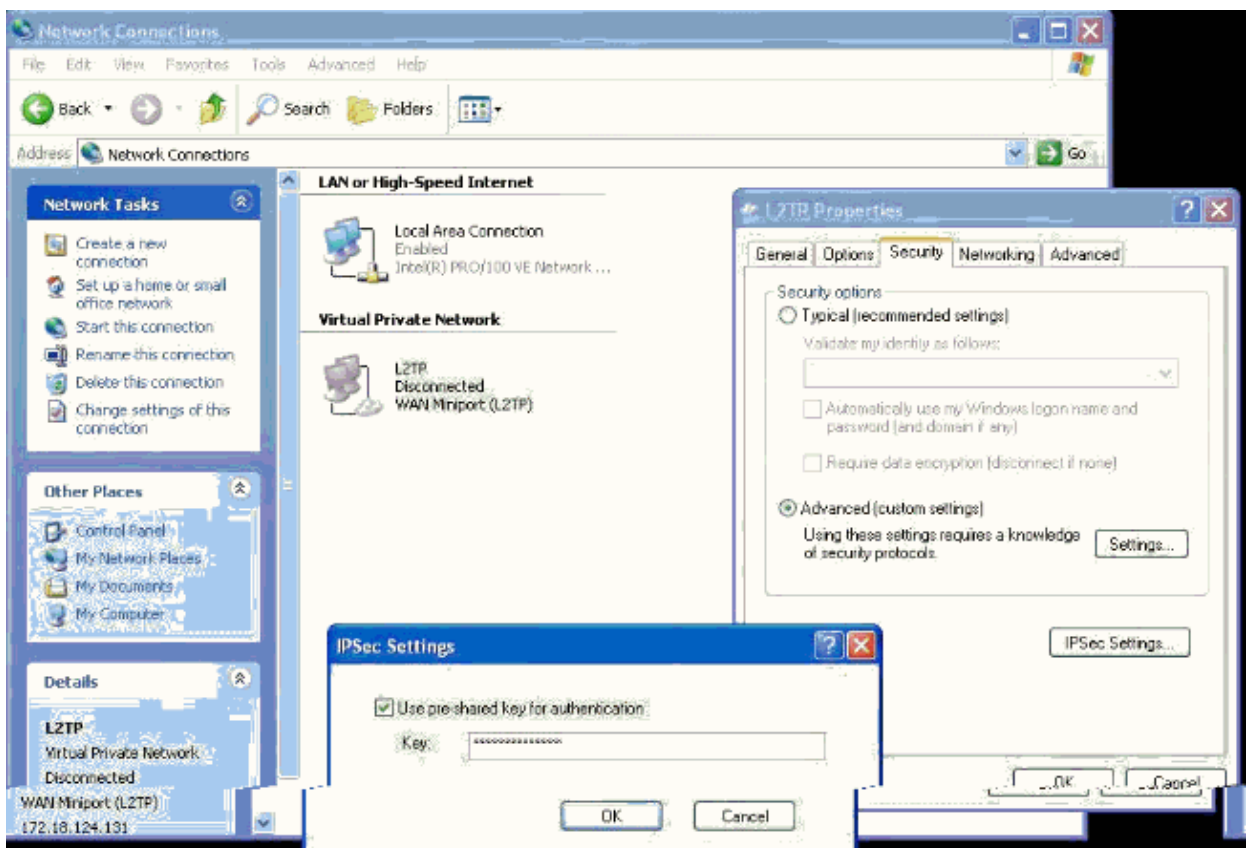 Network Connections
File Edit View Favorites Tools Advanced Help
Back Search Folders
Address Network Connections Go
Network Tasks
Create a new
connection
Set up a home or small
office network
Start this connection
Rename this connection
Delete this connection
Change settings of this
connection
Other Places
Control Panel
My Network Places
My Documents
My Computer
Details
L2TP
Virtual Private Network
Disconnected
WAN Miniport (L2TP)
172.18.124.131
LAN or High-Speed Internet
Local Area Connection
Enabled
Intel(R) PRO/100 VE Network ...
Virtual Private Network
L2TP
Disconnected
WAN Miniport (L2TP)
L2TP Properties
General Options Security Networking Advanced
Security options
Typical (recommended settings)
Validate my identity as follows:
Automatically use my Windows logon name and
password (and domain if any)
Require data encryption (disconnect if none)
Advanced (custom settings)
Using these settings requires a knowledge
of security protocols.
Settings...
IPSec Settings...
OK Cancel
IPSec Settings
Use pre-shared key for authentication
Key: **************
OK Cancel